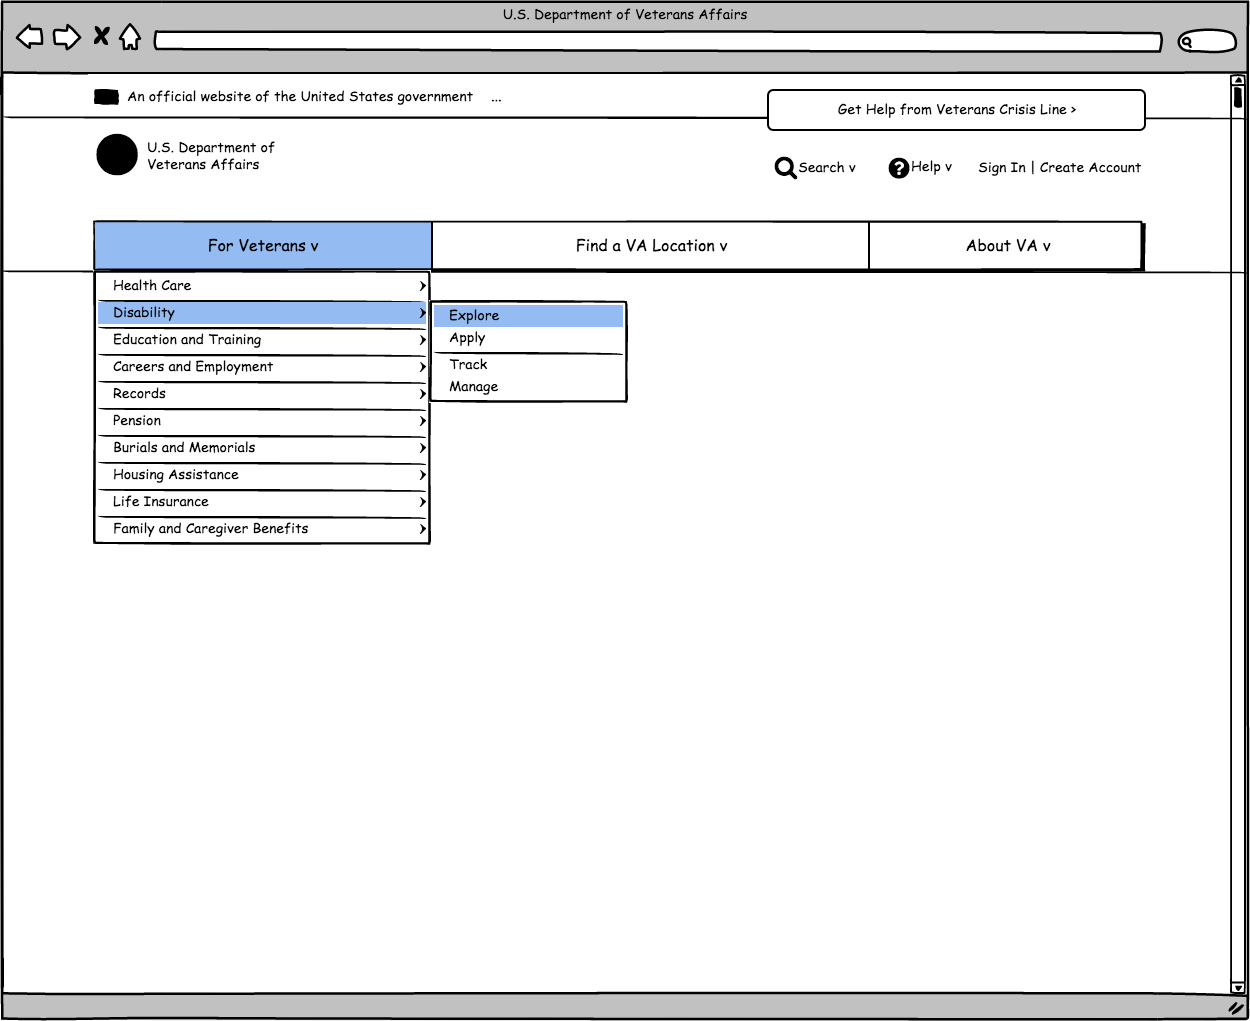 U.S. Department of Veterans Affairs
An official website of the United States government ...
Get Help from Veterans Crisis Line >
U.S. Department of
Veterans Affairs
Search v
Help v
Sign In | Create Account
For Veterans v
Find a VA Location v
About VA v
Health Care
Disability
Education and Training
Careers and Employment
Records
Pension
Burials and Memorials
Housing Assistance
Life Insurance
Family and Caregiver Benefits
Explore
Apply
Track
Manage